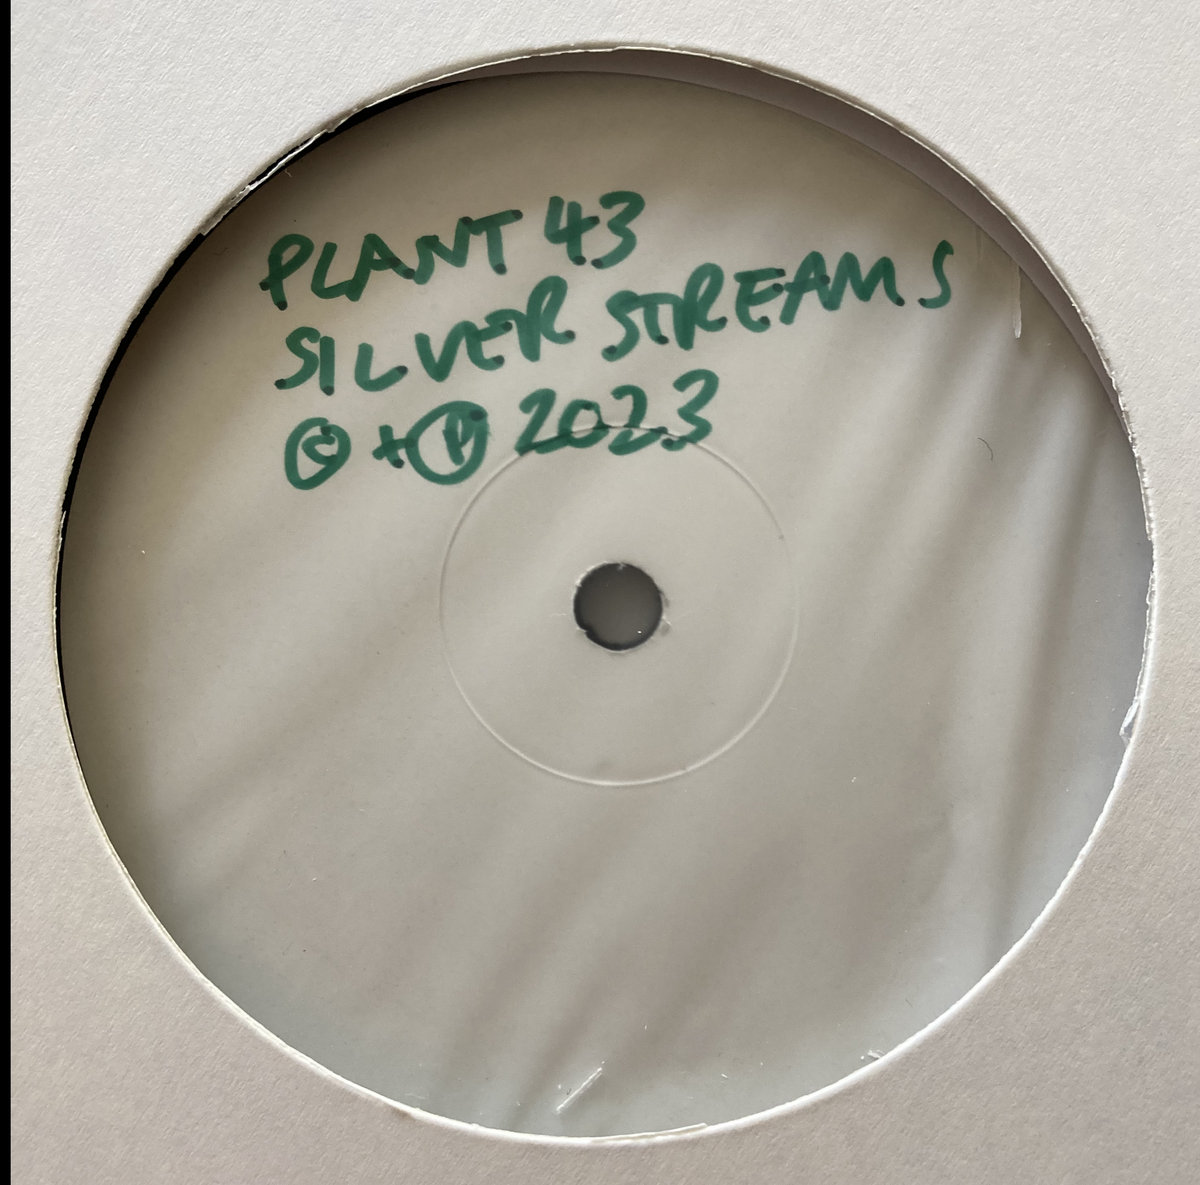 PLANT 43
SILVER STREAMS
© + ℗ 2023